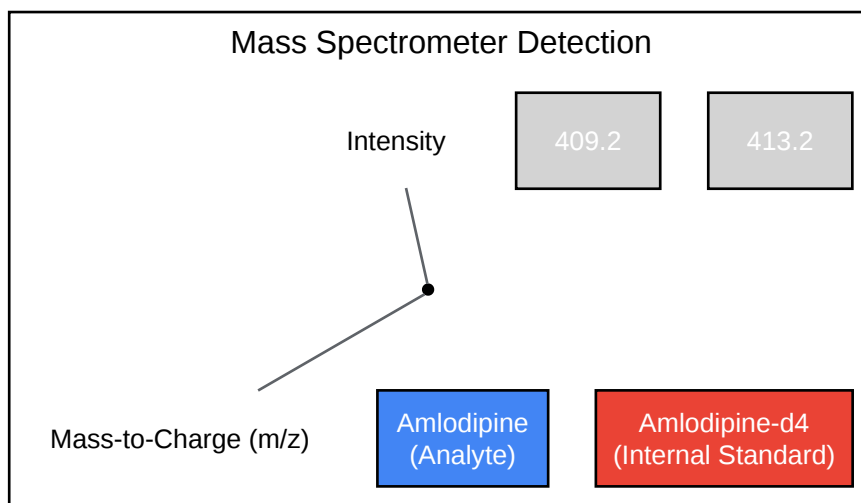 Mass Spectrometer Detection
Intensity
409.2
413.2
Mass-to-Charge (m/z)
Amlodipine
(Analyte)
Amlodipine-d4
(Internal Standard)